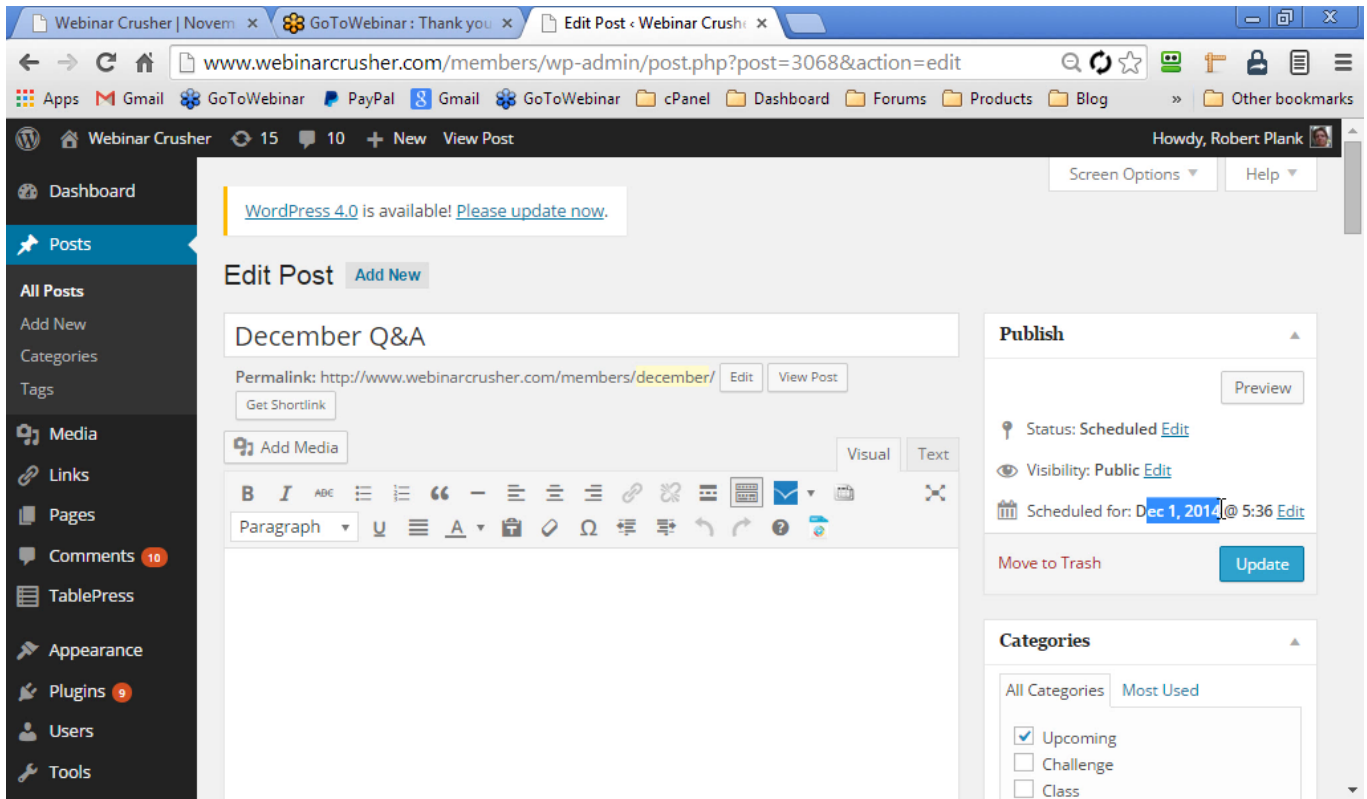 Webinar Crusher | Novem
GoToWebinar : Thank you
Edit Post ‹ Webinar Crush
www.webinarcrusher.com/members/wp-admin/post.php?post=3068&action=edit
Apps Gmail GoToWebinar PayPal Gmail GoToWebinar cPanel Dashboard Forums Products Blog » Other bookmarks
Webinar Crusher 15 10 + New View Post Howdy, Robert Plank
Screen Options Help
Dashboard
WordPress 4.0 is available! Please update now.
Posts
Edit Post Add New
All Posts
Add New
Categories
Tags
December Q&A
Permalink: http://www.webinarcrusher.com/members/december/ Edit View Post
Get Shortlink
Publish
Preview
Status: Scheduled Edit
Visibility: Public Edit
Scheduled for: Dec 1, 2014 @ 5:36 Edit
Move to Trash Update
Media
Links
Pages
Comments 10
TablePress
Appearance
Plugins 9
Users
Tools
Add Media Visual Text
B I ABC
Paragraph U A Ω
Categories
All Categories Most Used
Upcoming
Challenge
Class